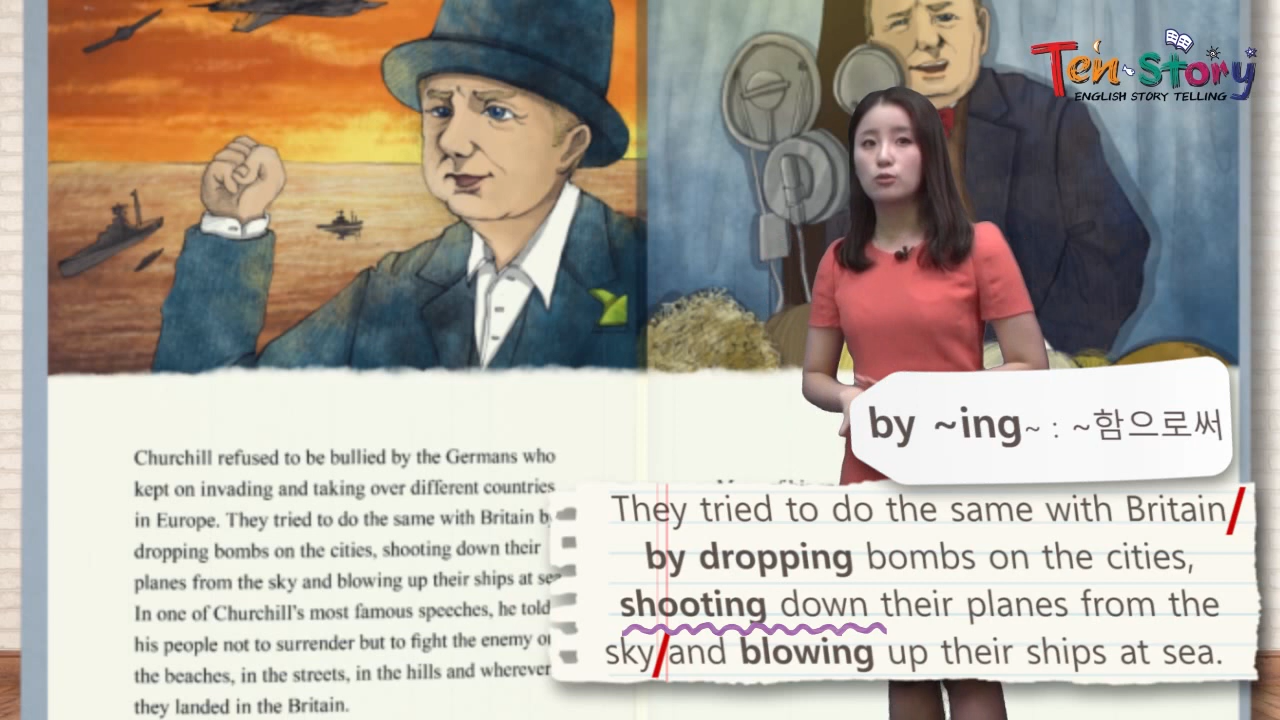 Ten Story
ENGLISH STORY TELLING
by ~ing~ : ~함으로써
Churchill refused to be bullied by the Germans who
kept on invading and taking over different countries
in Europe. They tried to do the same with Britain
dropping bombs on the cities, shooting down their
planes from the sky and blowing up their ships at
In one of Churchill's most famous speeches, he told
his people not to surrender but to fight the enemy
the beaches, in the streets, in the hills and wherever
they landed in the Britain.
They tried to do the same with Britain/
by dropping bombs on the cities,
shooting down their planes from the
sky/and blowing up their ships at sea.